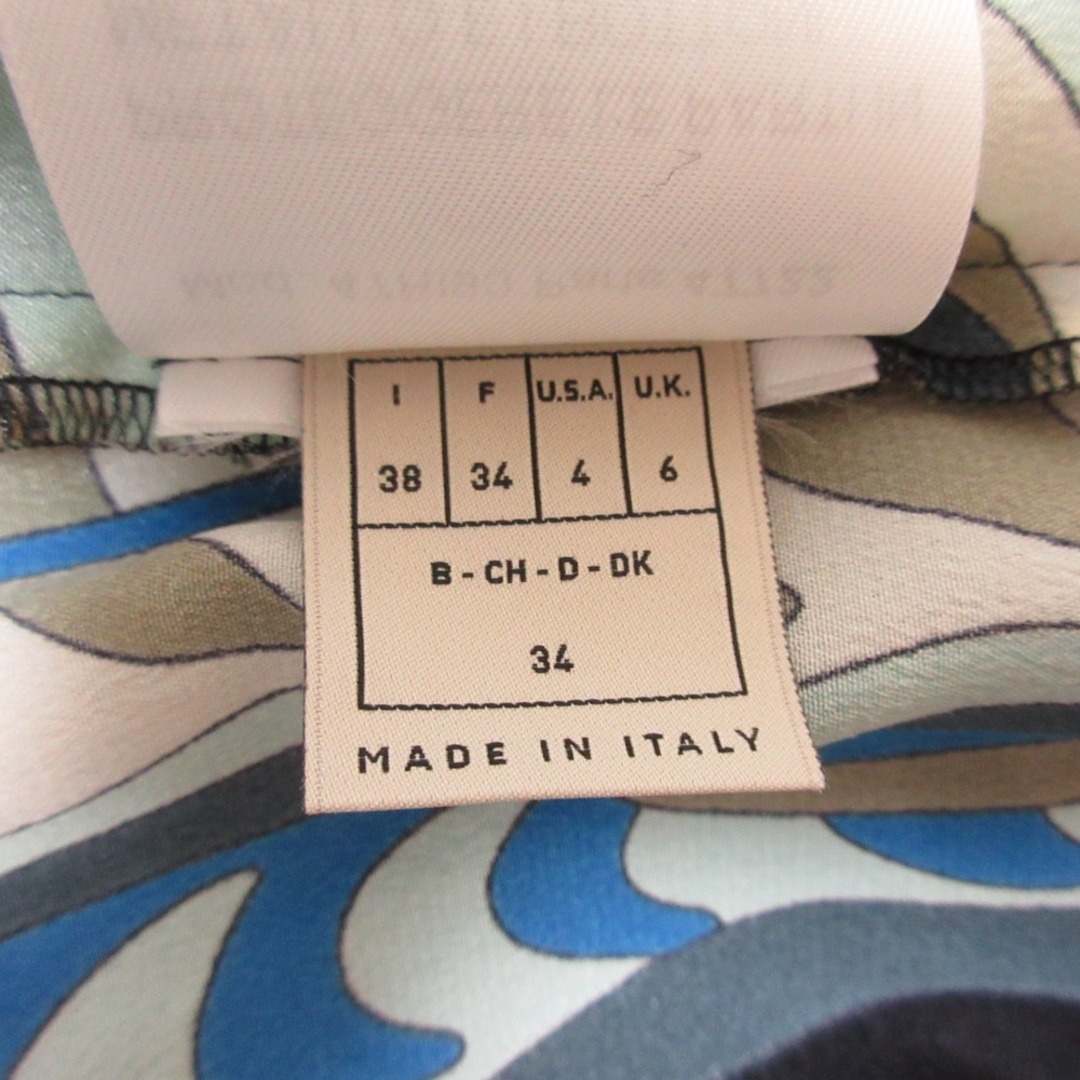 I F U.S.A. U.K.
38 34 4 6
B - CH - D - DK
34
MADE IN ITALY